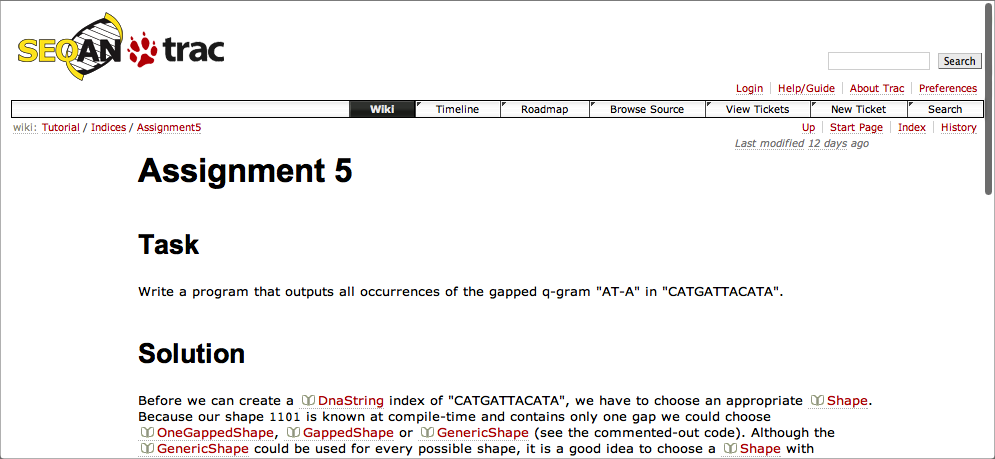 SEQAN trac
Search
Login Help/Guide About Trac Preferences
Wiki Timeline Roadmap Browse Source View Tickets New Ticket Search
wiki: Tutorial / Indices / Assignment5 Up Start Page Index History
Last modified 12 days ago
Assignment 5
Task
Write a program that outputs all occurrences of the gapped q-gram "AT-A" in "CATGATTACATA".
Solution
Before we can create a DnaString index of "CATGATTACATA", we have to choose an appropriate Shape.
Because our shape 1101 is known at compile-time and contains only one gap we could choose
OneGappedShape, GappedShape or GenericShape (see the commented-out code). Although the
GenericShape could be used for every possible shape, it is a good idea to choose a Shape with